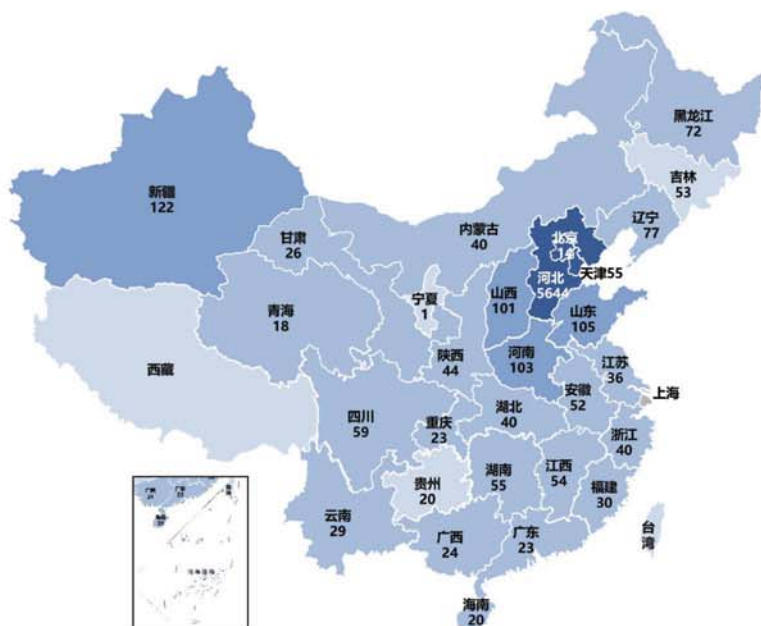 黑龙江
72
吉林
53
新疆
122
辽宁
77
内蒙古
40
北京
14
甘肃
26
天津55
河北
5644
宁夏
1
山西
101
山东
105
青海
18
陕西
44
河南
103
西藏
江苏
36
安徽
52
上海
四川
59
湖北
40
重庆
23
浙江
40
贵州
20
湖南
55
江西
54
福建
30
云南
29
广西
24
广东
23
台
湾
海南
20